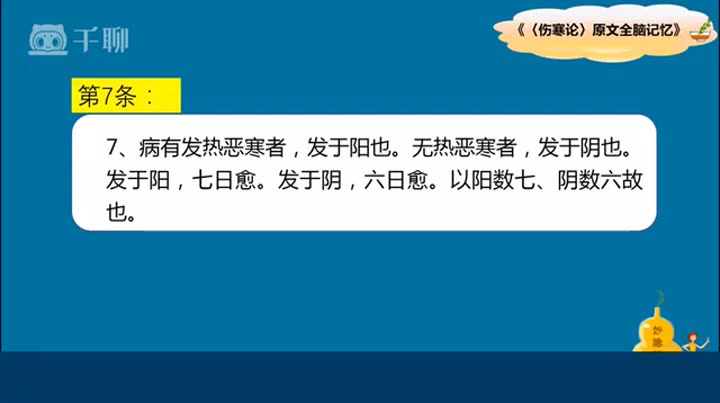 千聊
《〈伤寒论〉原文全脑记忆》
第7条：
7、病有发热恶寒者，发于阳也。无热恶寒者，发于阴也。
发于阳，七日愈。发于阴，六日愈。以阳数七、阴数六故
也。